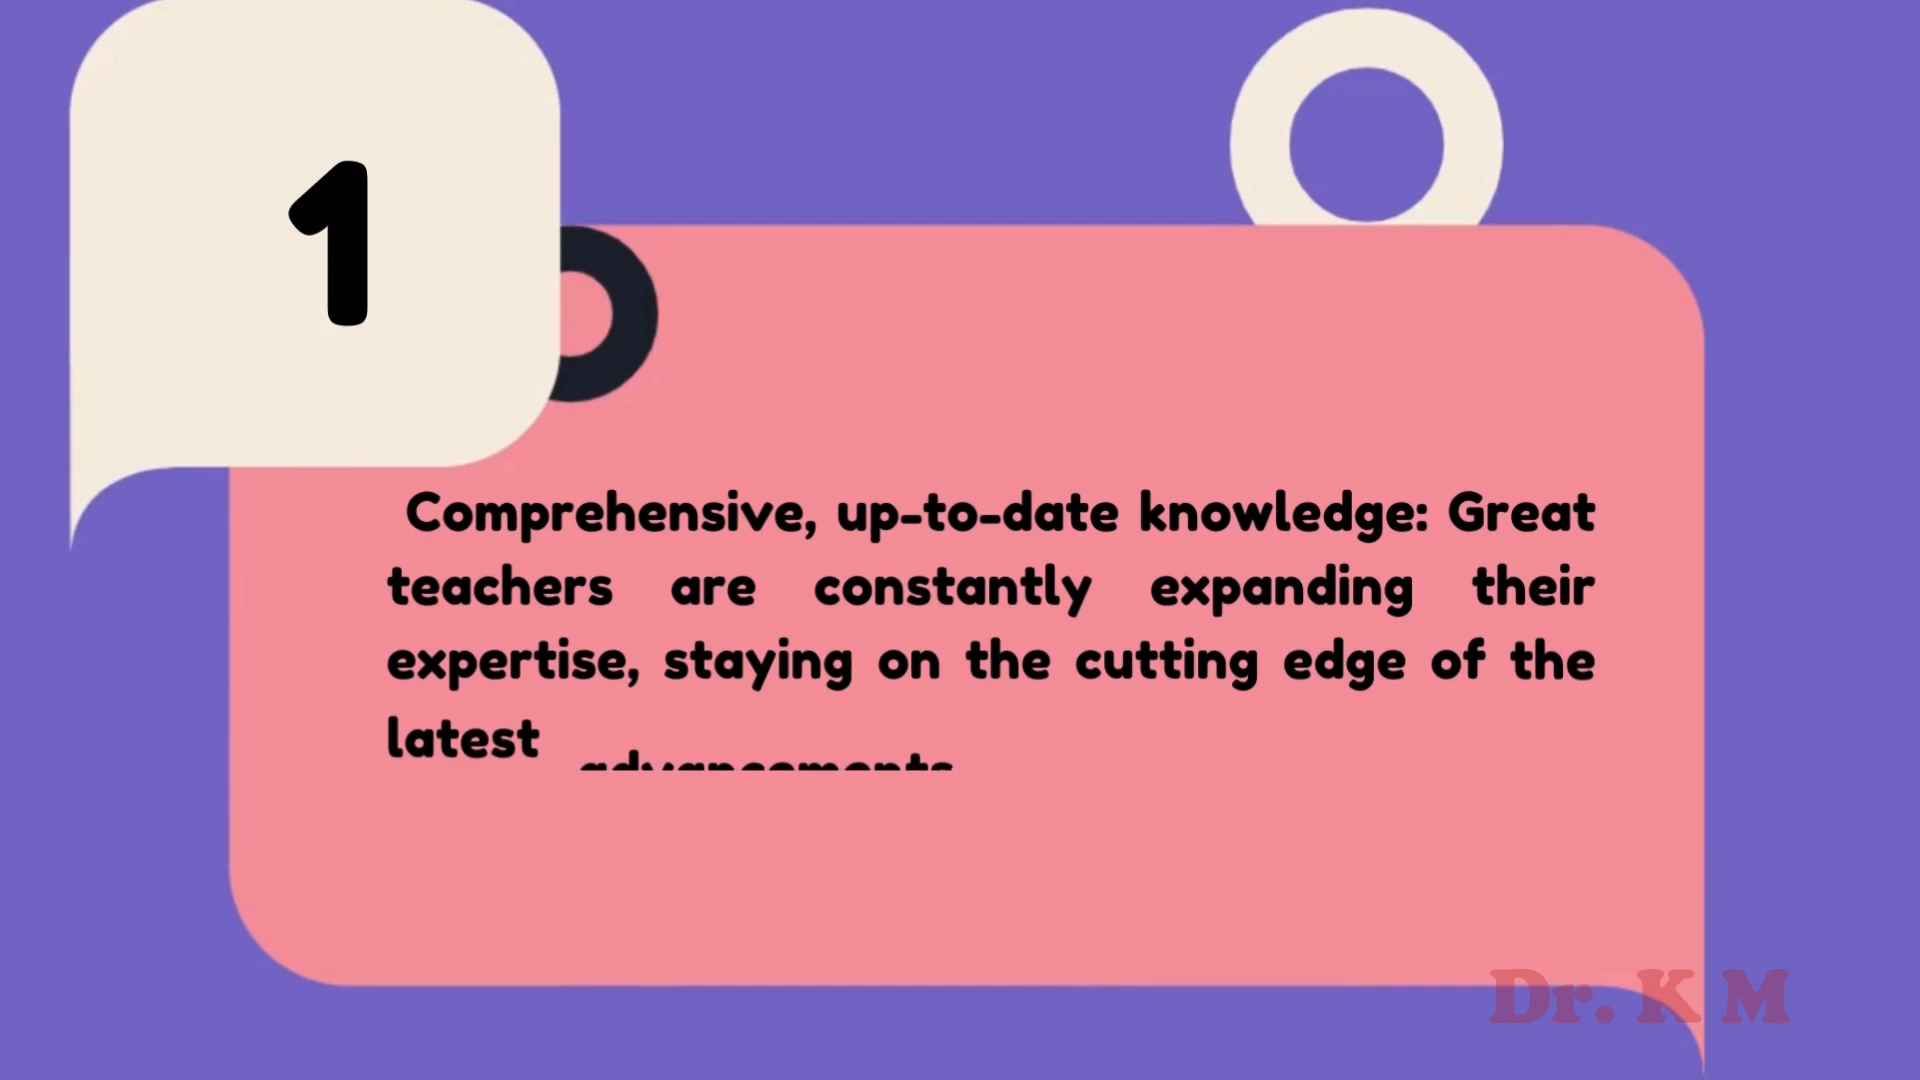 1
Comprehensive, up-to-date knowledge: Great
teachers are constantly expanding their
expertise, staying on the cutting edge of the
latest advancements
Dr. K M